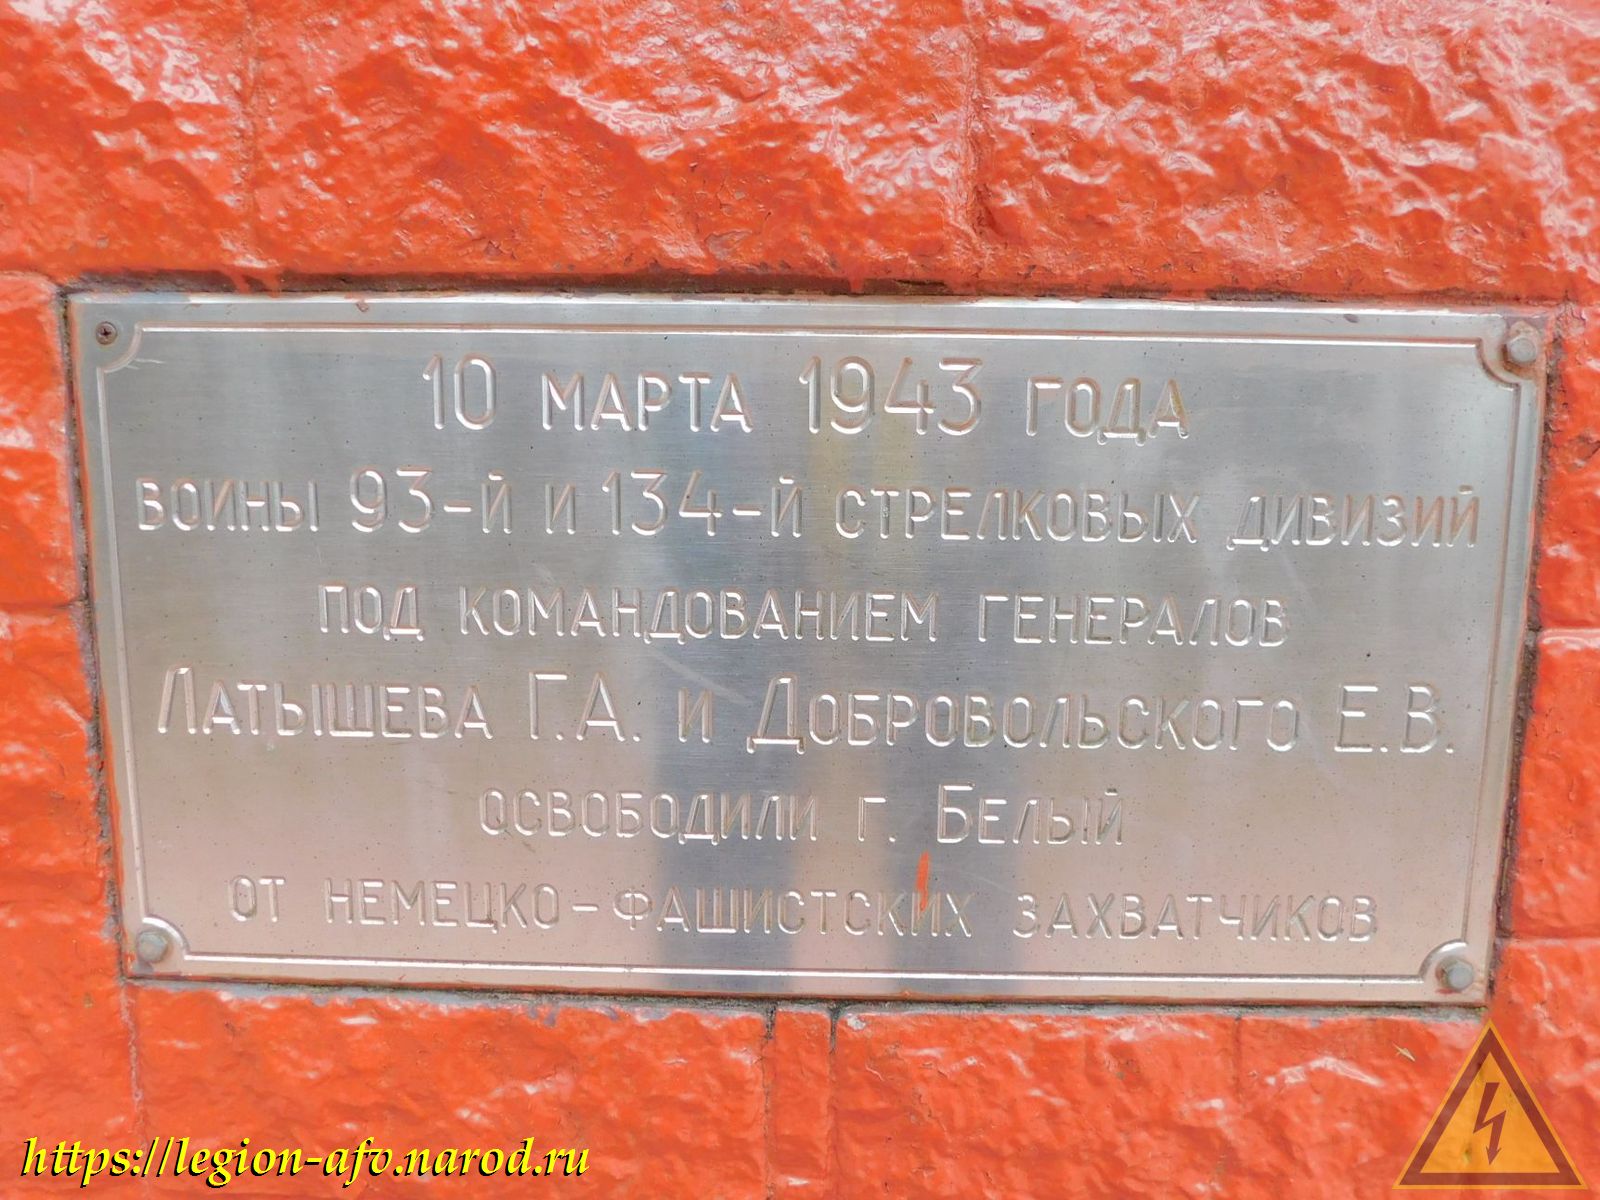 10 МАРТА 1943 ГОДА
ВОИНЫ 93-Й И 134-Й СТРЕЛКОВЫХ ДИВИЗИЙ
ПОД КОМАНДОВАНИЕМ ГЕНЕРАЛОВ
ЛАТЫШЕВА Г.А. И ДОБРОВОЛЬСКОГО Е.В.
ОСВОБОДИЛИ Г. БЕЛЫЙ
ОТ НЕМЕЦКО-ФАШИСТСКИХ ЗАХВАТЧИКОВ
https://legion-afv.narod.ru